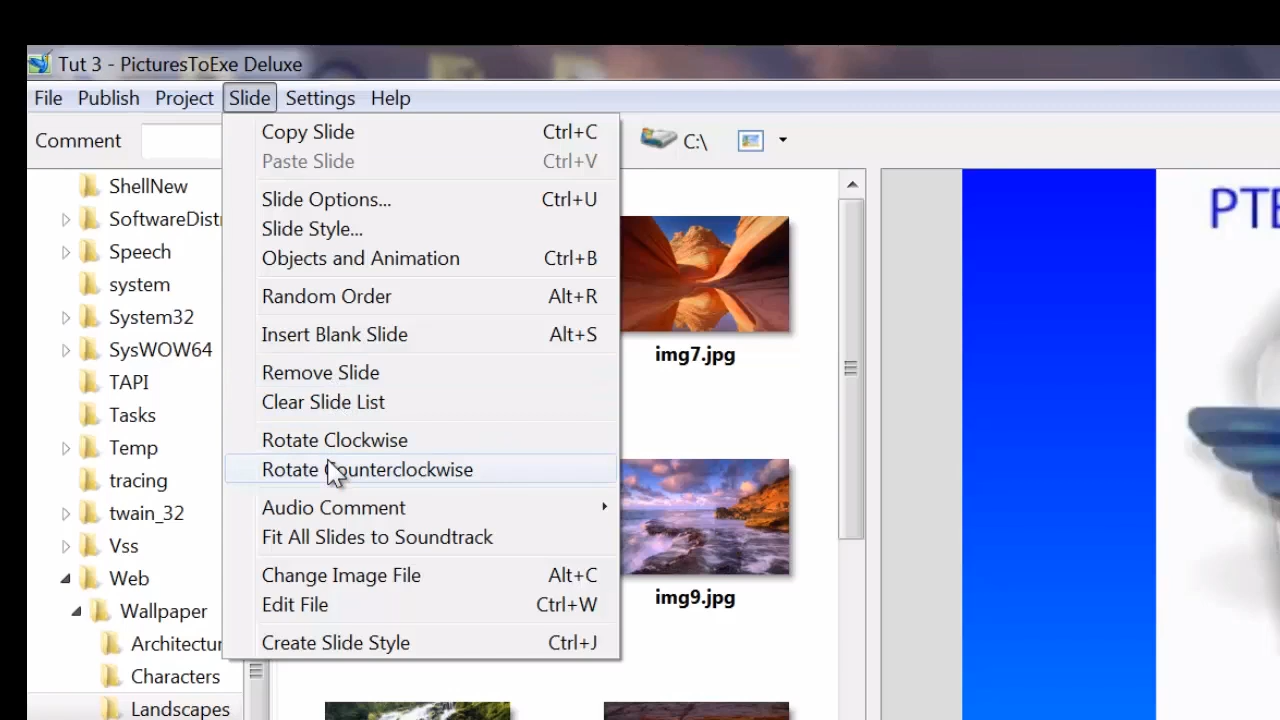 Tut 3 - PicturesToExe Deluxe
File Publish Project Slide Settings Help
Comment
C:\
Copy Slide Ctrl+C
Paste Slide Ctrl+V
Slide Options... Ctrl+U
Slide Style...
Objects and Animation Ctrl+B
Random Order Alt+R
Insert Blank Slide Alt+S
Remove Slide
Clear Slide List
Rotate Clockwise
Rotate Counterclockwise
Audio Comment
Fit All Slides to Soundtrack
Change Image File Alt+C
Edit File Ctrl+W
Create Slide Style Ctrl+J
ShellNew
SoftwareDistr
Speech
system
System32
SysWOW64
TAPI
Tasks
Temp
tracing
twain_32
Vss
Web
Wallpaper
Architectur
Characters
Landscapes
img7.jpg
img9.jpg
PTE